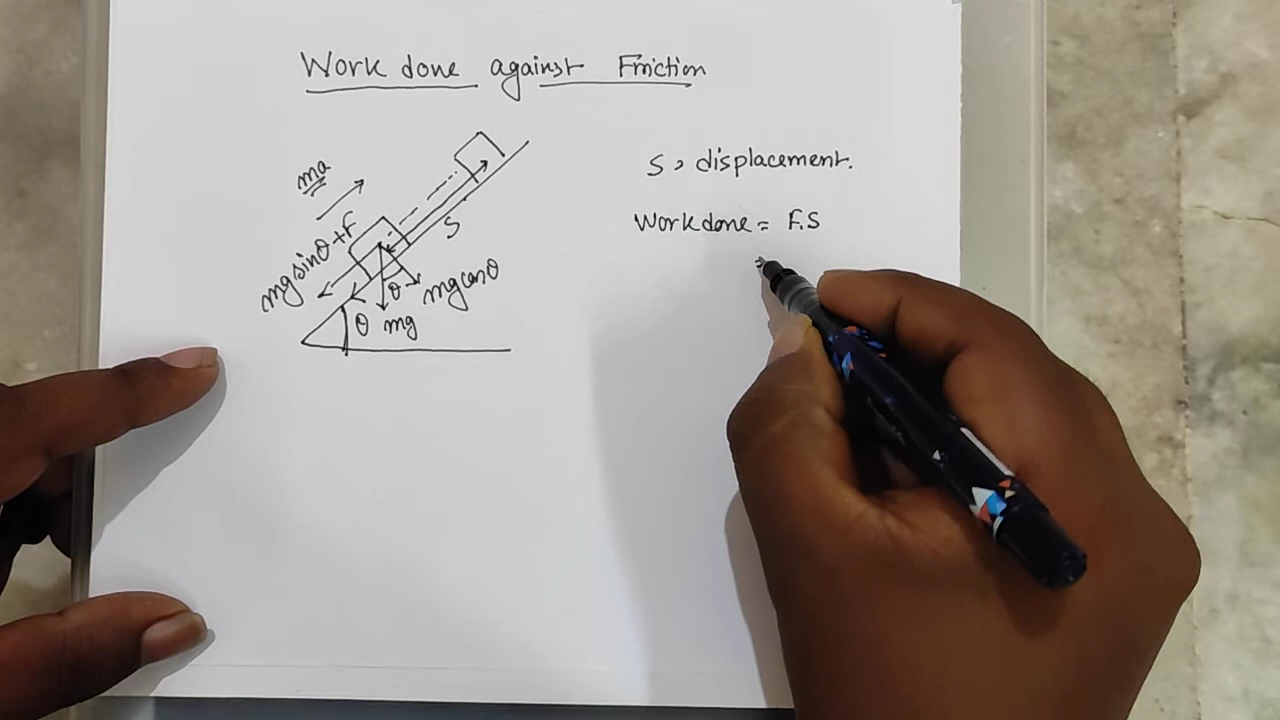 Work done against Friction
S, displacement.
ma
Workdone = F.S
S
mg sinθ + f
θ
mg cosθ
θ mg